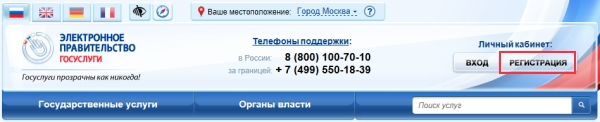 Ваше местоположение: Город Москва
?
ЭЛЕКТРОННОЕ
ПРАВИТЕЛЬСТВО
ГОСУСЛУГИ
Госуслуги прозрачны как никогда!
Телефоны поддержки:
в России: 8 (800) 100-70-10
за границей: + 7 (499) 550-18-39
Личный кабинет:
ВХОД РЕГИСТРАЦИЯ
Государственные услуги Органы власти Поиск услуг